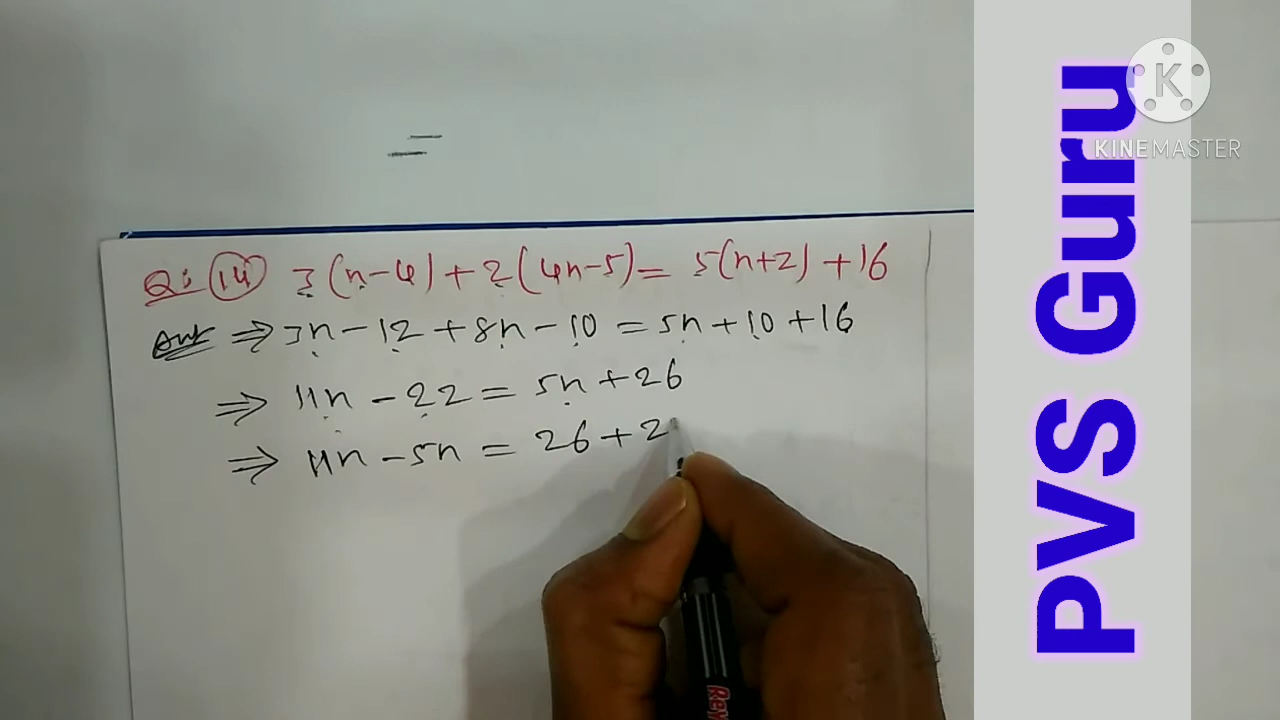 Q: 14 3(n-4)+2(4n-5)= 5(n+2)+16
Ans ⇒ 3n-12+8n-10=5n+10+16
⇒ 11n-22=5n+26
⇒ 11n-5n=26+2
PVS Guru
K
KINEMASTER